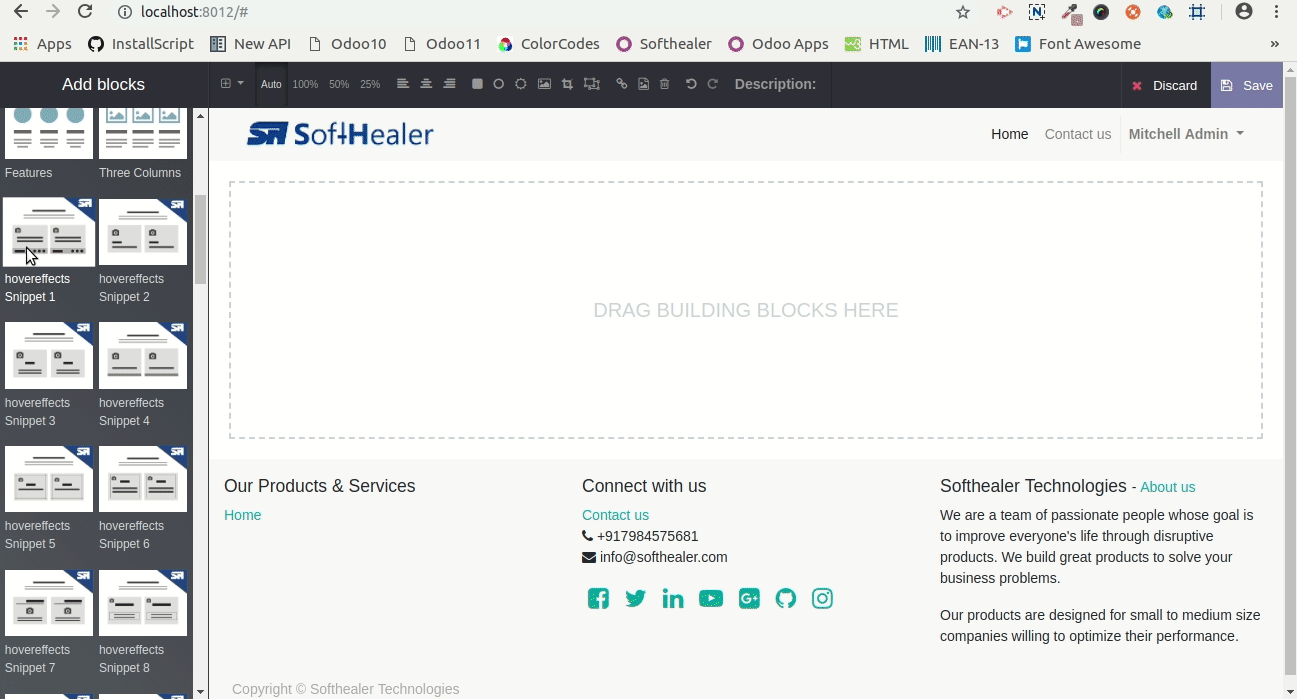 localhost:8012/#
Apps InstallScript New API Odoo10 Odoo11 ColorCodes Softhealer Odoo Apps HTML EAN-13 Font Awesome »
Add blocks Auto 100% 50% 25% Description: Discard Save
SofHealer Home Contact us Mitchell Admin
Features Three Columns
hovereffects
Snippet 1
hovereffects
Snippet 2
hovereffects
Snippet 3
hovereffects
Snippet 4
hovereffects
Snippet 5
hovereffects
Snippet 6
hovereffects
Snippet 7
hovereffects
Snippet 8
DRAG BUILDING BLOCKS HERE
Our Products & Services
Home
Connect with us
Contact us
+917984575681
info@softhealer.com
Softhealer Technologies - About us
We are a team of passionate people whose goal is
to improve everyone's life through disruptive
products. We build great products to solve your
business problems.
Our products are designed for small to medium size
companies willing to optimize their performance.
Copyright © Softhealer Technologies